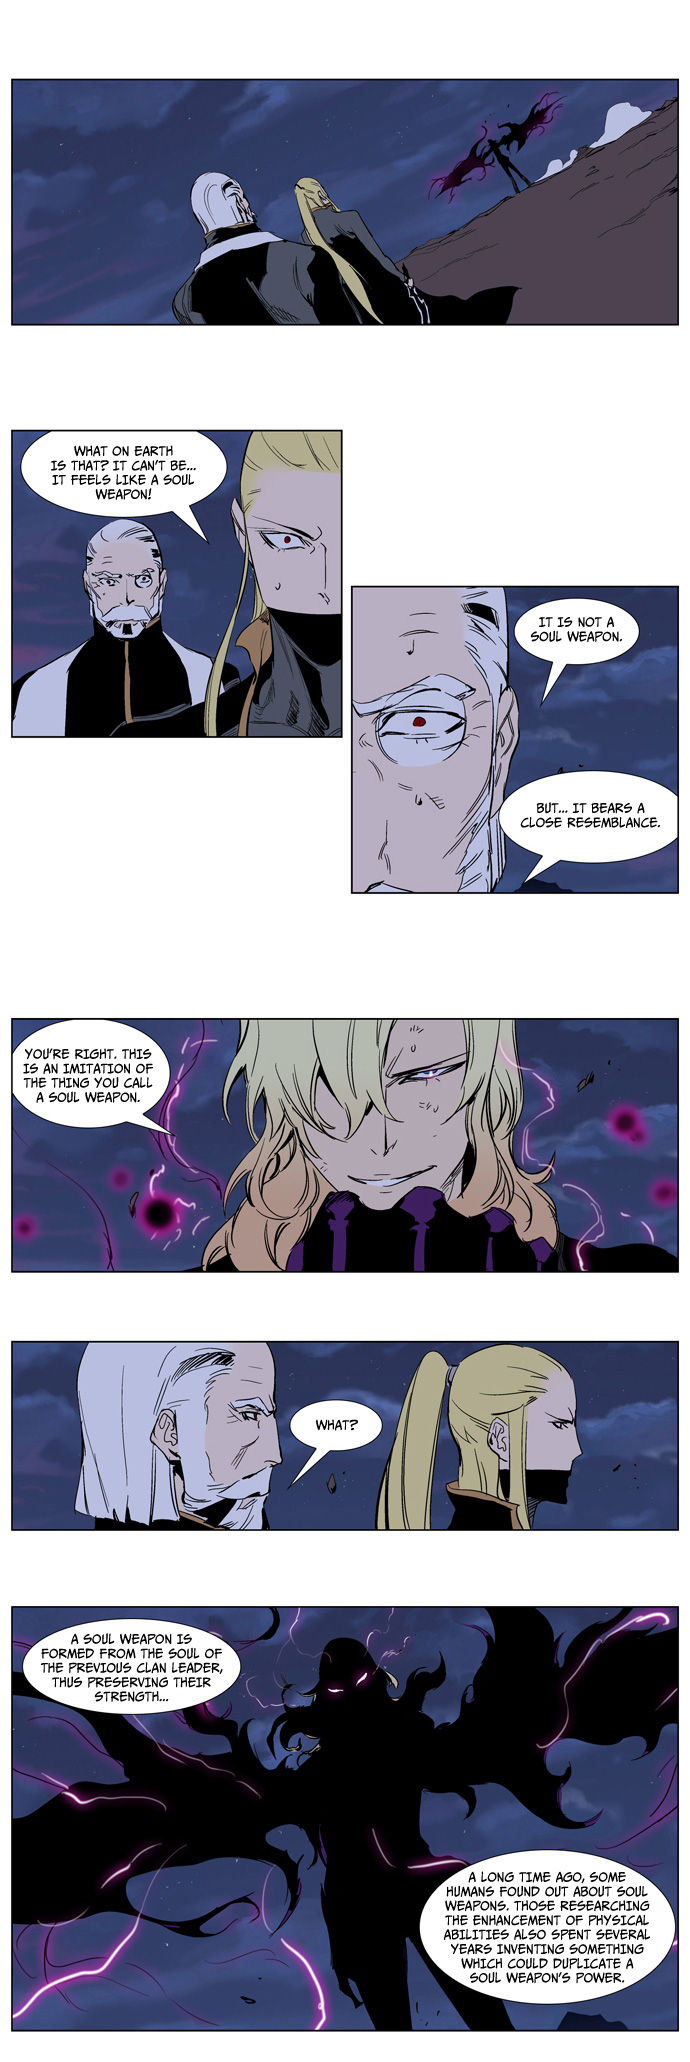 WHAT ON EARTH
IS THAT? IT CAN'T BE...
IT FEELS LIKE A SOUL
WEAPON!
IT IS NOT A
SOUL WEAPON.
BUT... IT BEARS A
CLOSE RESEMBLANCE.
YOU'RE RIGHT. THIS
IS AN IMITATION OF
THE THING YOU CALL
A SOUL WEAPON.
WHAT?
A SOUL WEAPON IS
FORMED FROM THE SOUL OF
THE PREVIOUS CLAN LEADER,
THUS PRESERVING THEIR
STRENGTH...
A LONG TIME AGO, SOME
HUMANS FOUND OUT ABOUT SOUL
WEAPONS. THOSE RESEARCHING
THE ENHANCEMENT OF PHYSICAL
ABILITIES ALSO SPENT SEVERAL
YEARS INVENTING SOMETHING
WHICH COULD DUPLICATE A
SOUL WEAPON'S POWER.